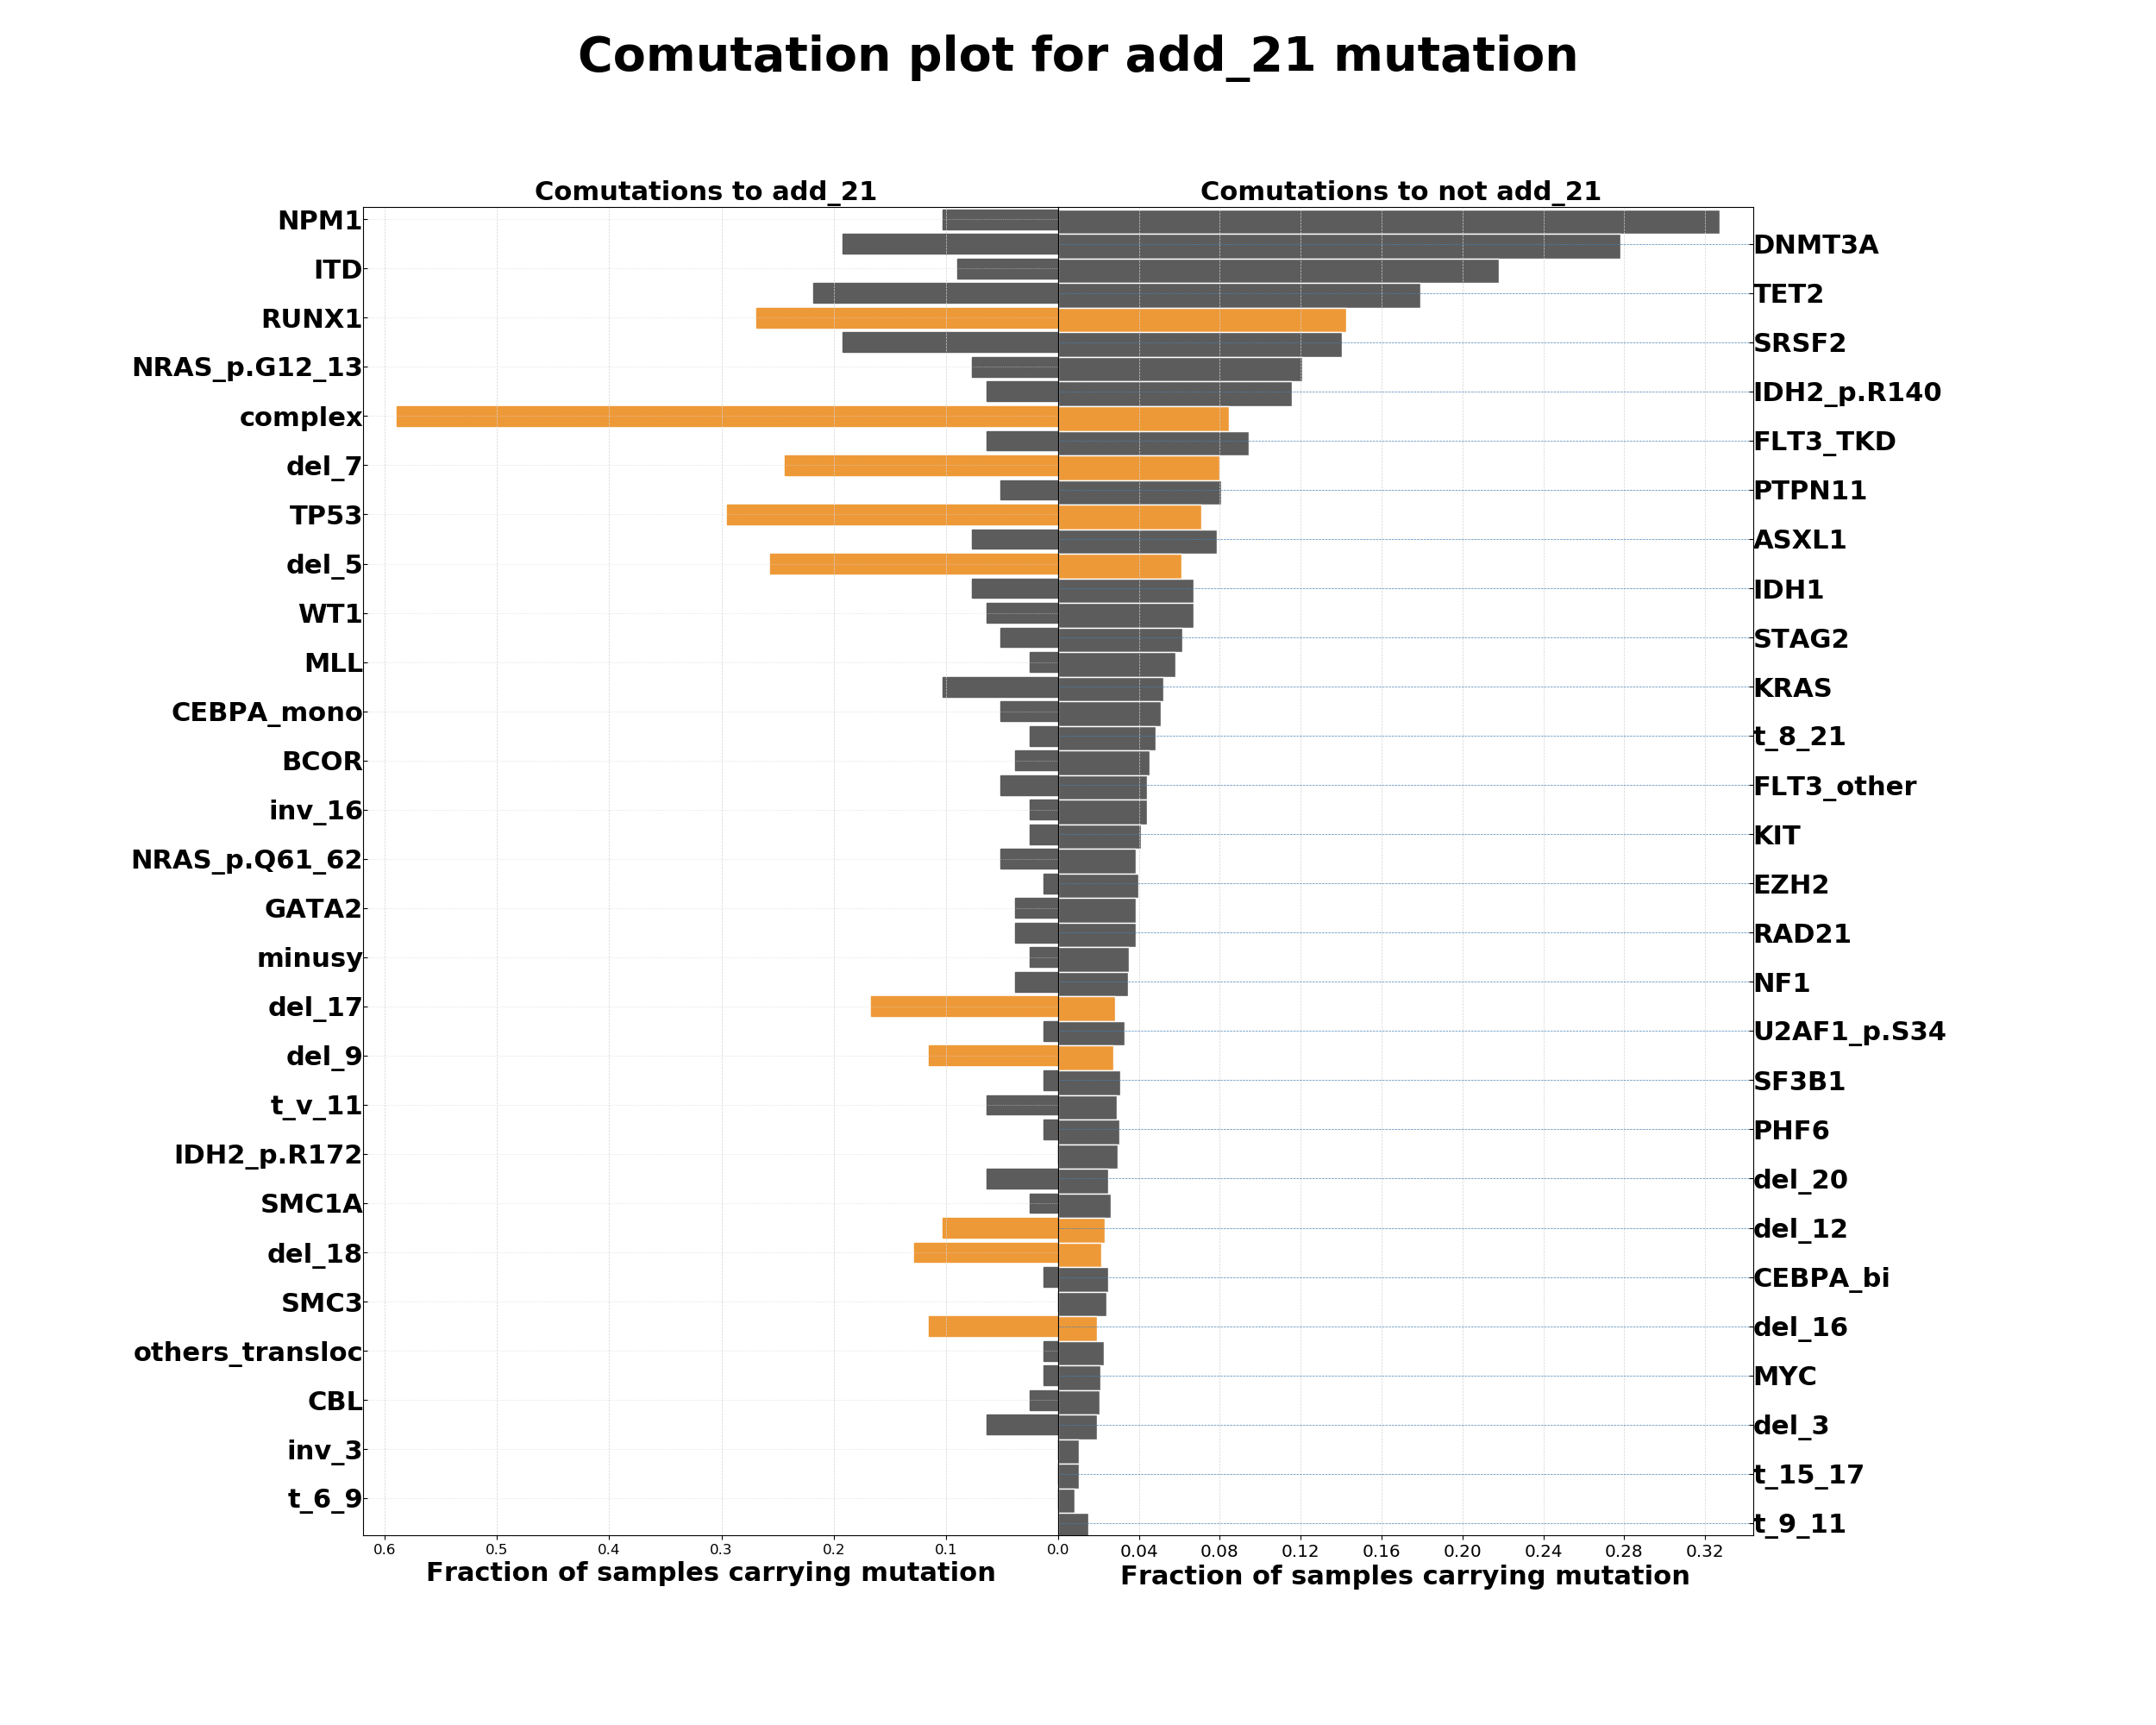 Comutation plot for add_21 mutation
Comutations to add_21
Comutations to not add_21
NPM1
DNMT3A
ITD
TET2
RUNX1
SRSF2
NRAS_p.G12_13
IDH2_p.R140
complex
FLT3_TKD
del_7
PTPN11
TP53
ASXL1
del_5
IDH1
WT1
STAG2
MLL
KRAS
CEBPA_mono
t_8_21
BCOR
FLT3_other
inv_16
KIT
NRAS_p.Q61_62
EZH2
GATA2
RAD21
minusy
NF1
del_17
U2AF1_p.S34
del_9
SF3B1
t_v_11
PHF6
IDH2_p.R172
del_20
SMC1A
del_12
del_18
CEBPA_bi
SMC3
del_16
others_transloc
MYC
CBL
del_3
inv_3
t_15_17
t_6_9
t_9_11
0.6 0.5 0.4 0.3 0.2 0.1 0.0 0.04 0.08 0.12 0.16 0.20 0.24 0.28 0.32
Fraction of samples carrying mutation
Fraction of samples carrying mutation